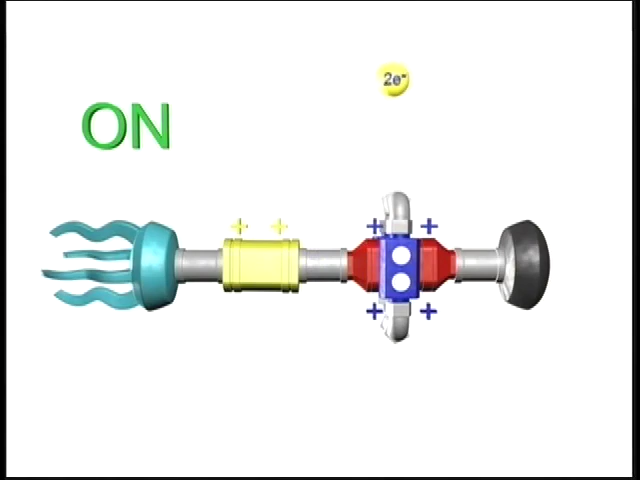 2e⁻
ON
+ + + +
+ +